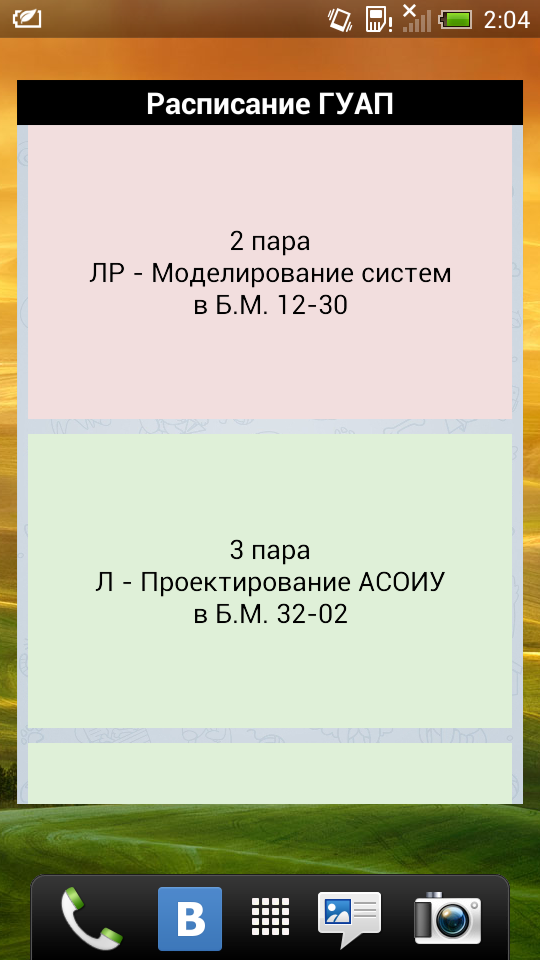 2:04
Расписание ГУАП
2 пара
ЛР - Моделирование систем
в Б.М. 12-30
3 пара
Л - Проектирование АСОИУ
в Б.М. 32-02
В